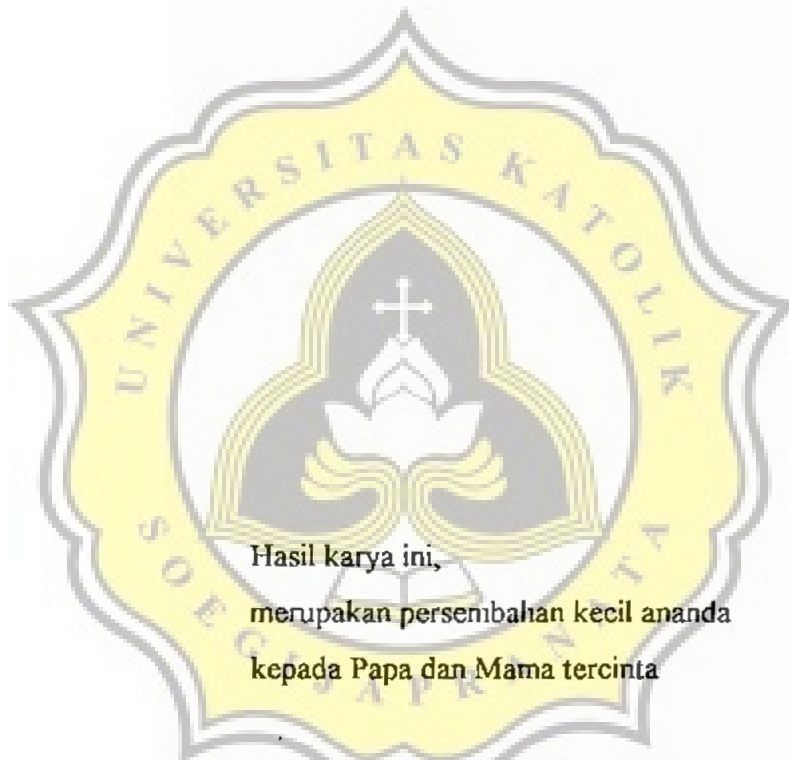 UNIVERSITAS KATOLIK
SOEGIJAPRANATA
Hasil karya ini,
merupakan persembahan kecil ananda
kepada Papa dan Mama tercinta